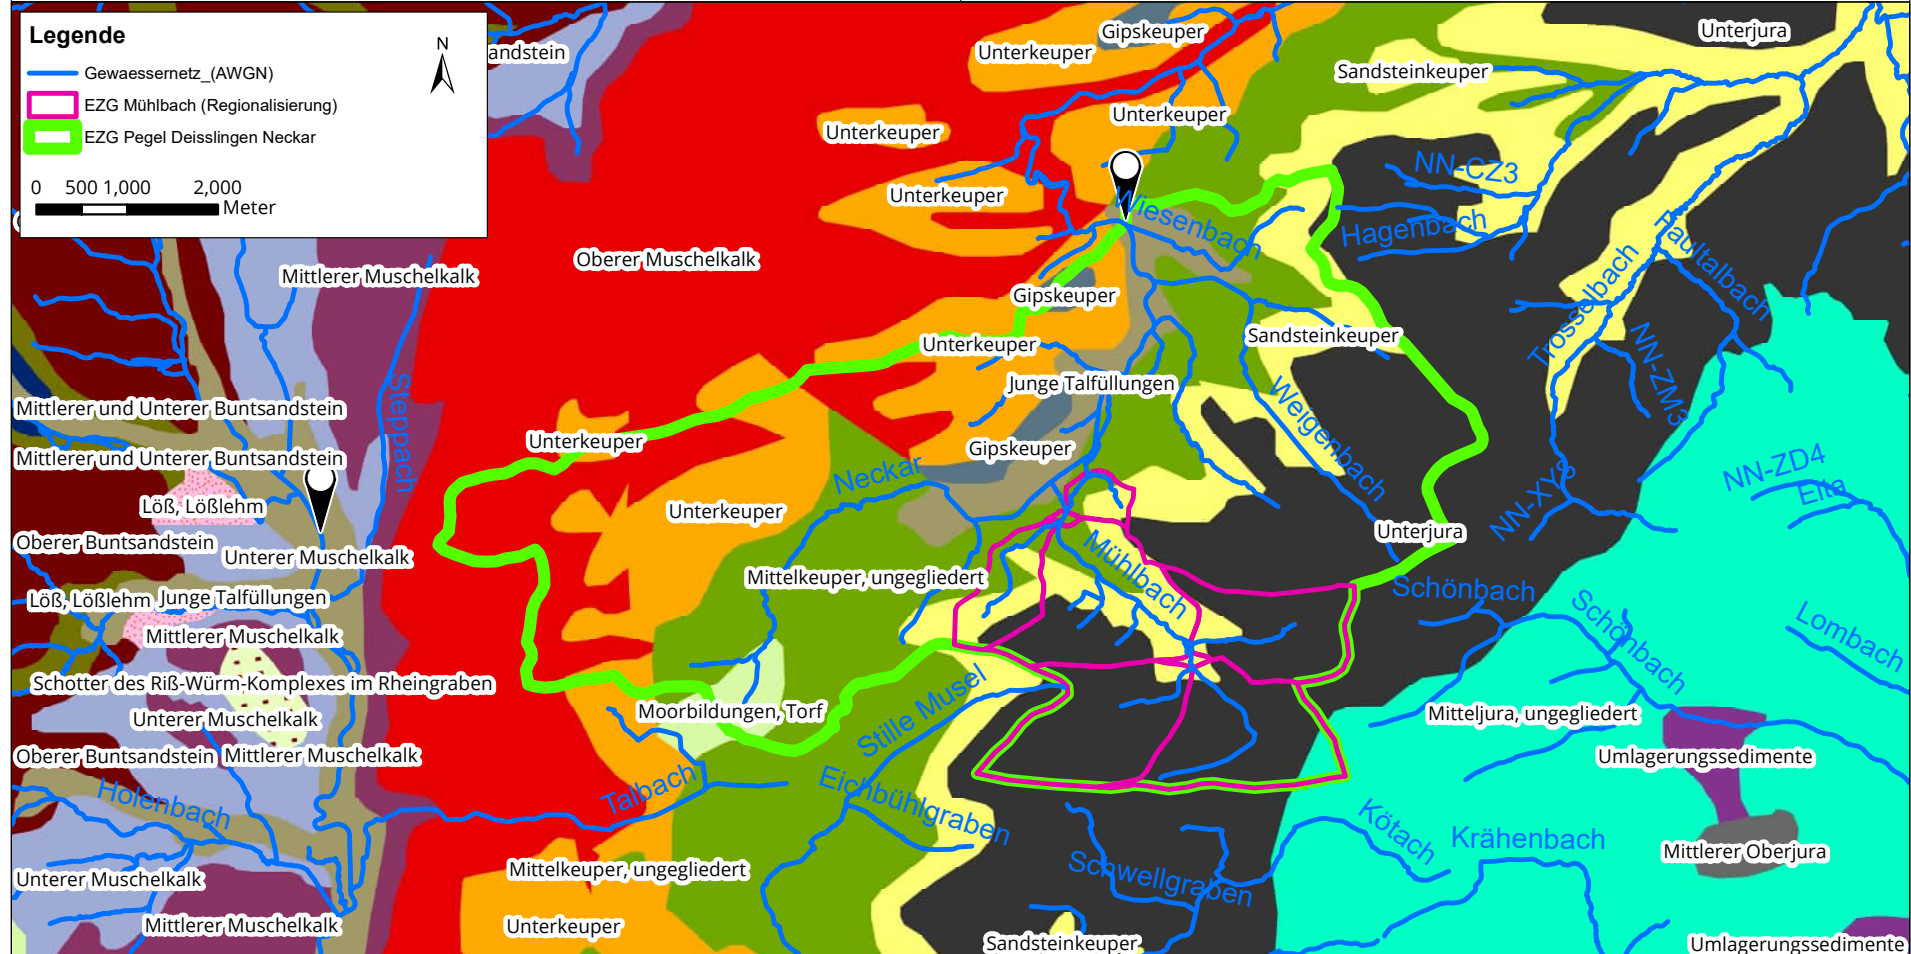 Legende
N
Gewaessernetz_(AWGN)
EZG Mühlbach (Regionalisierung)
EZG Pegel Deisslingen Neckar
0 500 1,000 2,000
Meter
andstein
Gipskeuper
Unterkeuper
Unterjura
Sandsteinkeuper
Unterkeuper
Unterkeuper
NN-CZ3
Unterkeuper
Wiesenbach
Hagenbach
Faultalbach
Oberer Muschelkalk
Mittlerer Muschelkalk
Gipskeuper
Trosselbach
Sandsteinkeuper
Unterkeuper
NN-ZM3
Junge Talfüllungen
Steppach
Mittlerer und Unterer Buntsandstein
Weigenbach
Unterkeuper
Gipskeuper
Mittlerer und Unterer Buntsandstein
Neckar
NN-ZD4
Elta
NN-XY8
Löß, Lößlehm
Unterkeuper
Unterjura
Oberer Buntsandstein
Unterer Muschelkalk
Mühlbach
Mittelkeuper, ungegliedert
Schönbach
Löß, Lößlehm
Junge Talfüllungen
Schönbach
Lombach
Mittlerer Muschelkalk
Schotter des Riß-Würm-Komplexes im Rheingraben
Moorbildungen, Torf
Stille Musel
Mitteljura, ungegliedert
Unterer Muschelkalk
Oberer Buntsandstein
Mittlerer Muschelkalk
Umlagerungssedimente
Holenbach
Talbach
Eichbühlgraben
Kötach
Krähenbach
Mittlerer Oberjura
Mittelkeuper, ungegliedert
Unterer Muschelkalk
Schwellgraben
Mittlerer Muschelkalk
Unterkeuper
Sandsteinkeuper
Umlagerungssedimente